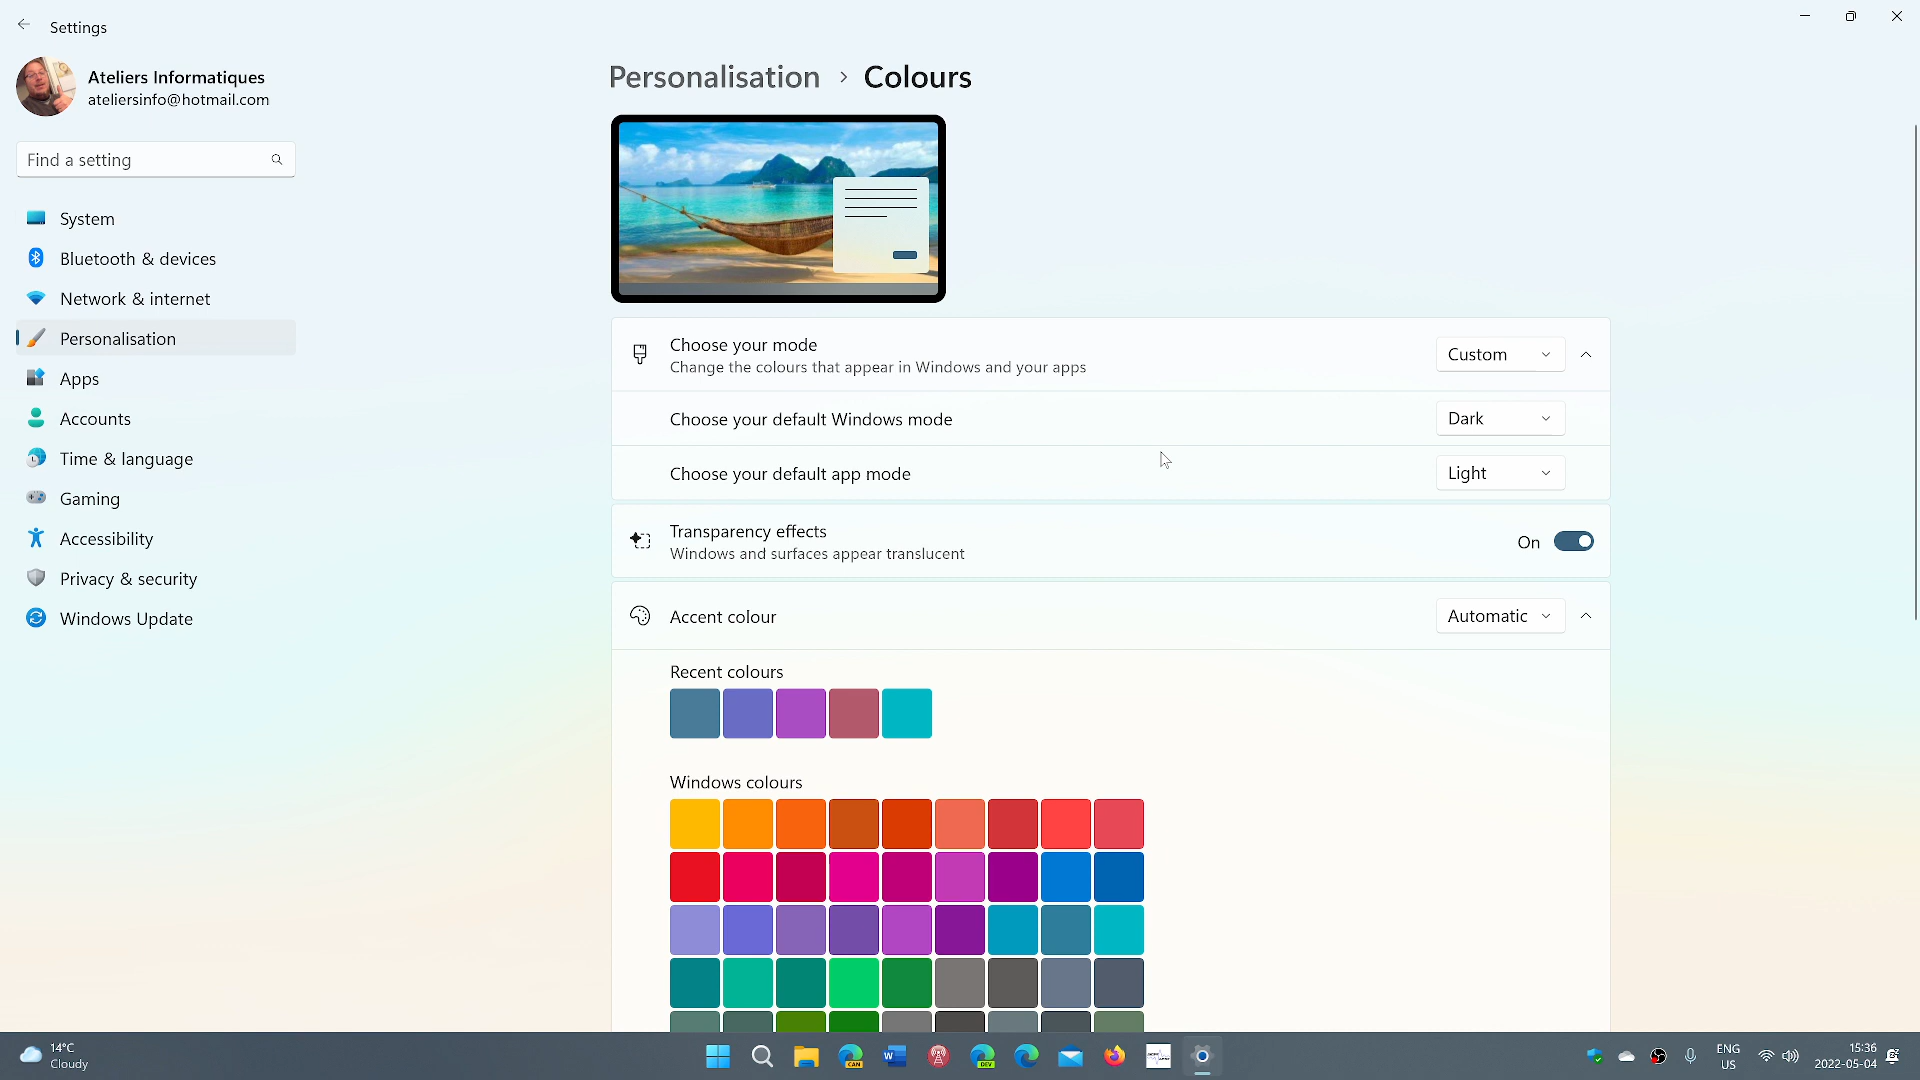 Settings
Ateliers Informatiques
ateliersinfo@hotmail.com
Find a setting
System
Bluetooth & devices
Network & internet
Personalisation
Apps
Accounts
Time & language
Gaming
Accessibility
Privacy & security
Windows Update
Personalisation > Colours
Choose your mode
Change the colours that appear in Windows and your apps
Custom
Choose your default Windows mode
Dark
Choose your default app mode
Light
Transparency effects
Windows and surfaces appear translucent
On
Accent colour
Automatic
Recent colours
Windows colours
14°C
Cloudy
CAN
W
DEV
ENG
US
15:36
2022-05-04